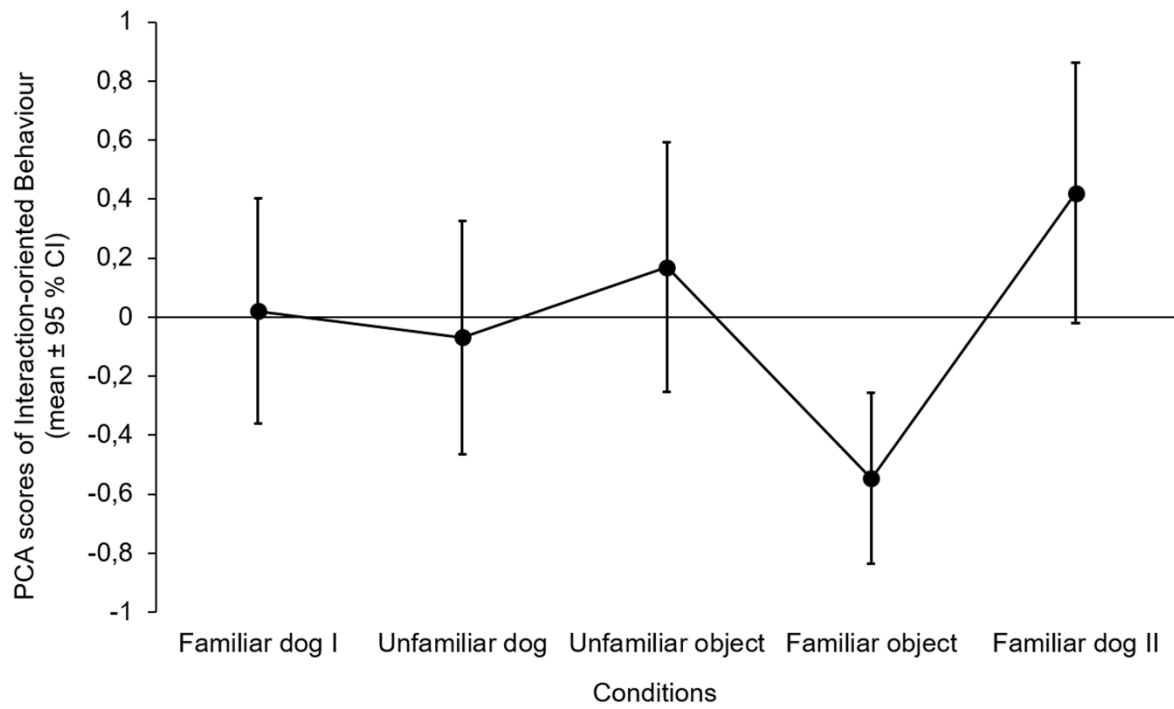 PCA scores of Interaction-oriented Behaviour
(mean ± 95 % CI)
1
0,8
0,6
0,4
0,2
0
-0,2
-0,4
-0,6
-0,8
-1
Familiar dog I Unfamiliar dog Unfamiliar object Familiar object Familiar dog II
Conditions